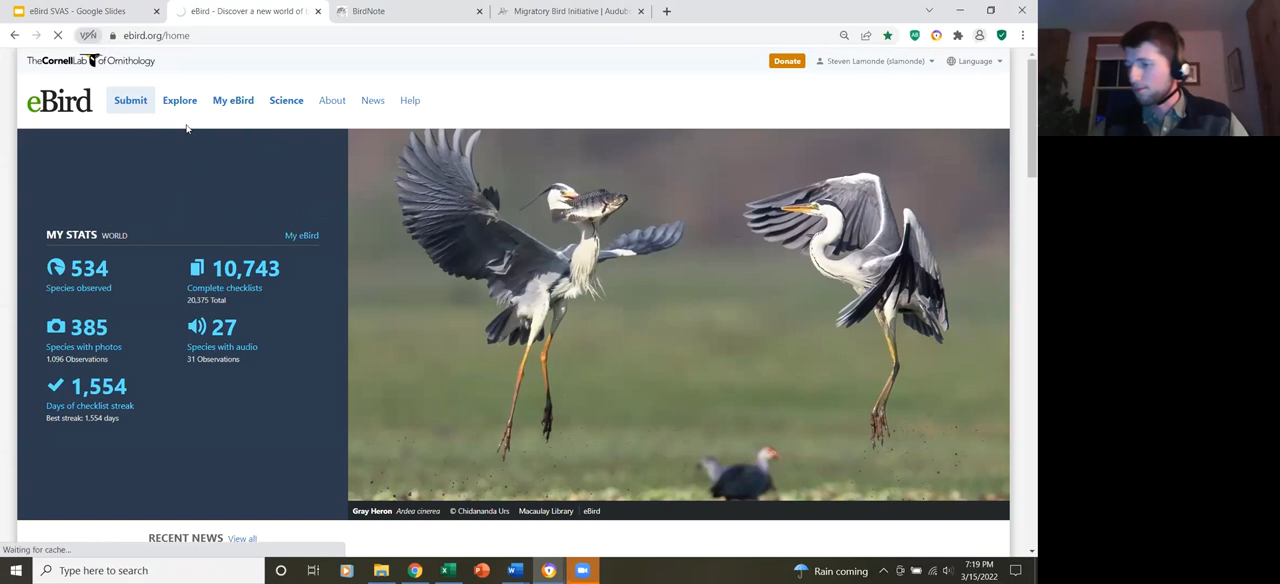 eBird SVAS - Google Slides
eBird - Discover a new world of
BirdNote
Migratory Bird Initiative | Audub
VPN
ebird.org/home
TheCornellLab of Ornithology
Donate
Steven Lamonde (slamonde)
Language
eBird
Submit
Explore
My eBird
Science
About
News
Help
MY STATS WORLD
My eBird
534
Species observed
10,743
Complete checklists
20,375 Total
385
Species with photos
1,096 Observations
27
Species with audio
31 Observations
1,554
Days of checklist streak
Best streak: 1,554 days
Gray Heron Ardea cinerea © Chidananda Urs Macaulay Library eBird
RECENT NEWS View all
Waiting for cache...
Type here to search
Rain coming
7:19 PM
3/15/2022